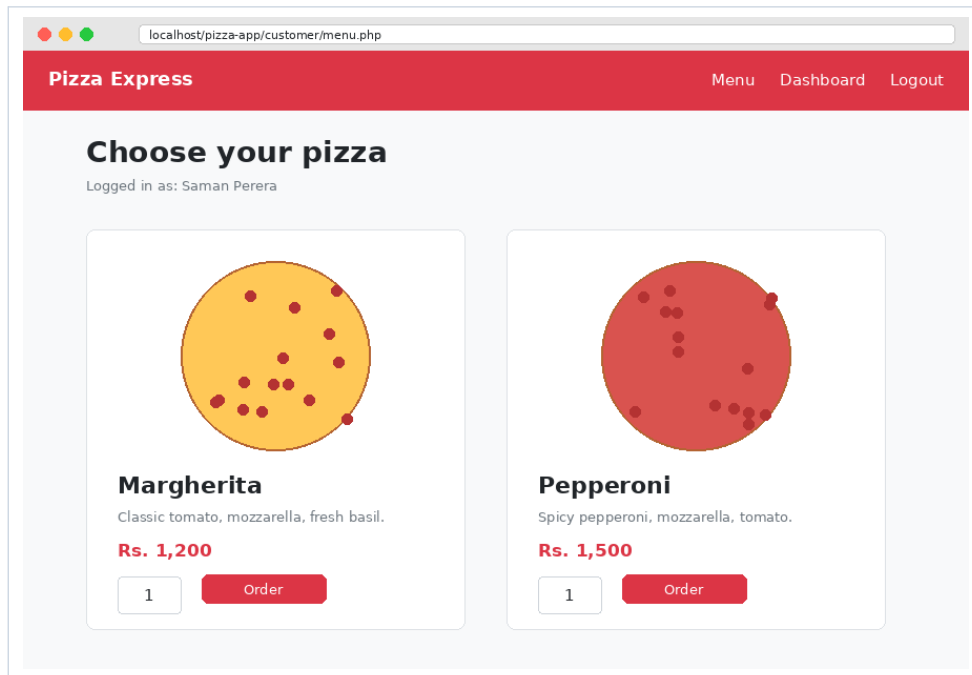 localhost/pizza-app/customer/menu.php
Pizza Express
Menu Dashboard Logout
Choose your pizza
Logged in as: Saman Perera
Margherita
Classic tomato, mozzarella, fresh basil.
Rs. 1,200
1 Order
Pepperoni
Spicy pepperoni, mozzarella, tomato.
Rs. 1,500
1 Order